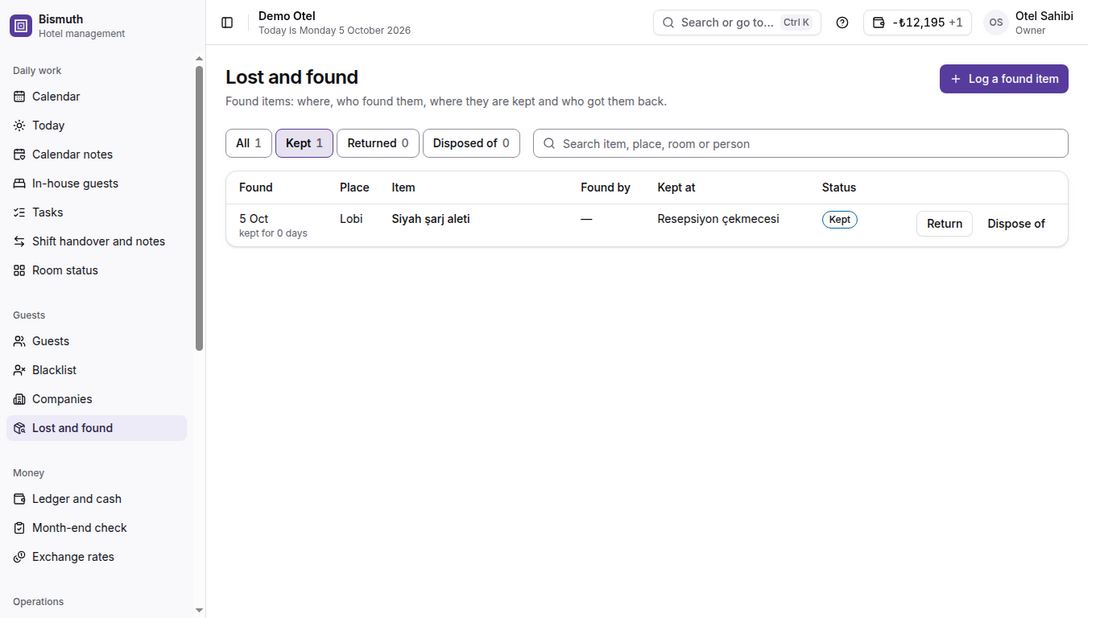 Bismuth
Hotel management
Daily work
Calendar
Today
Calendar notes
In-house guests
Tasks
Shift handover and notes
Room status
Guests
Guests
Blacklist
Companies
Lost and found
Money
Ledger and cash
Month-end check
Exchange rates
Operations
Demo Otel
Today is Monday 5 October 2026
Search or go to... Ctrl K
-₺12,195 +1
OS
Otel Sahibi
Owner
Lost and found
Found items: where, who found them, where they are kept and who got them back.
+ Log a found item
All 1 Kept 1 Returned 0 Disposed of 0
Search item, place, room or person
Found Place Item Found by Kept at Status
5 Oct Lobi Siyah şarj aleti — Resepsiyon çekmecesi Kept Return Dispose of
kept for 0 days